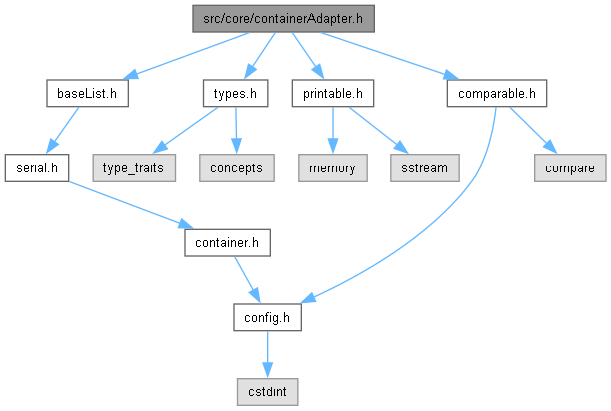 src/core/containerAdapter.h
baseList.h
types.h
printable.h
comparable.h
serial.h
type_traits
concepts
memory
sstream
compare
container.h
config.h
cstdint